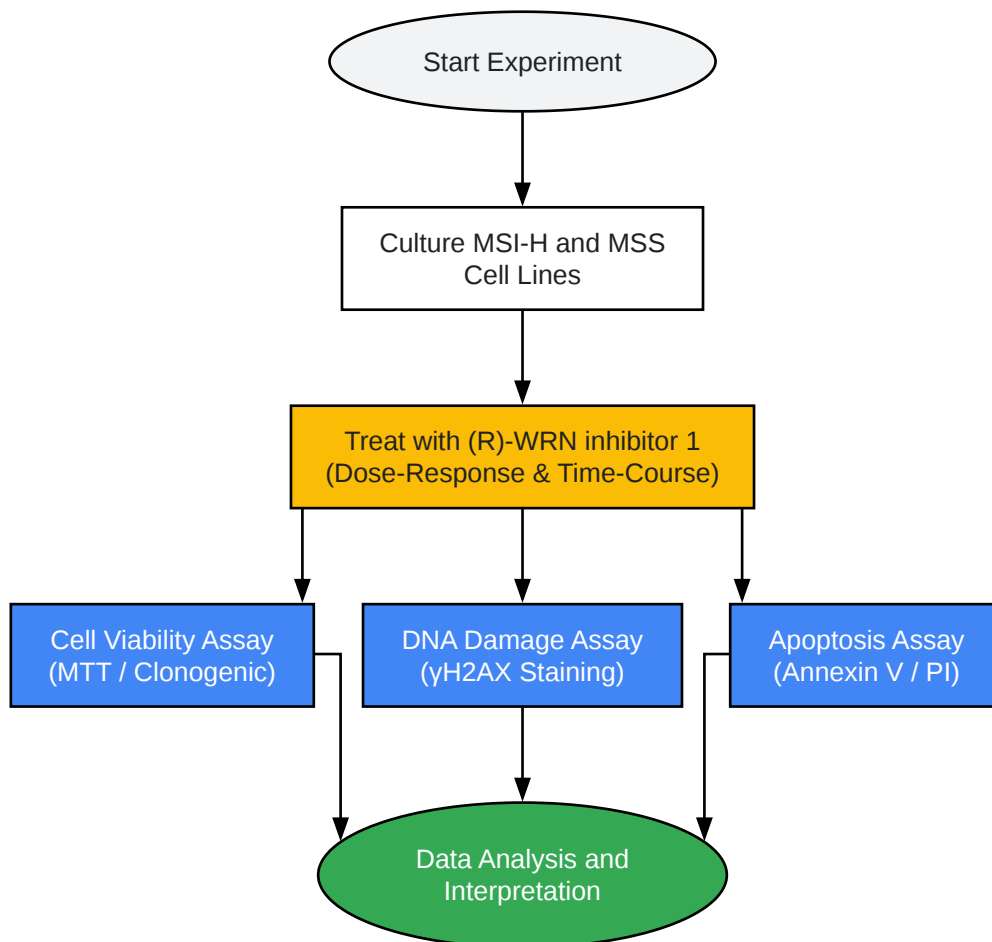 Start Experiment
Culture MSI-H and MSS
Cell Lines
Treat with (R)-WRN inhibitor 1
(Dose-Response & Time-Course)
Cell Viability Assay
(MTT / Clonogenic)
DNA Damage Assay
(γH2AX Staining)
Apoptosis Assay
(Annexin V / PI)
Data Analysis and
Interpretation